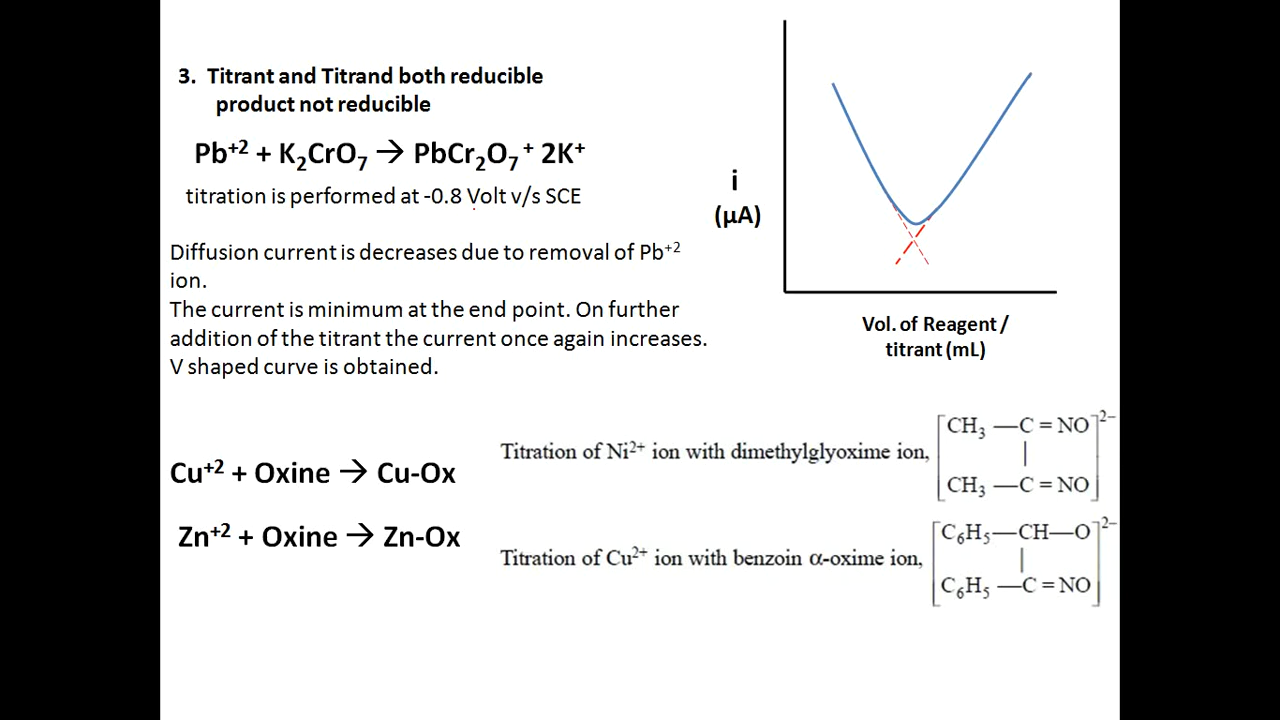 3. Titrant and Titrand both reducible
product not reducible
Pb⁺² + K₂CrO₇ → PbCr₂O₇ ⁺ 2K⁺
titration is performed at -0.8 Volt v/s SCE
Diffusion current is decreases due to removal of Pb⁺²
ion.
The current is minimum at the end point. On further
addition of the titrant the current once again increases.
V shaped curve is obtained.
i
(μA)
Vol. of Reagent /
titrant (mL)
Cu⁺² + Oxine → Cu-Ox
Zn⁺² + Oxine → Zn-Ox
Titration of Ni²⁺ ion with dimethylglyoxime ion,
[CH₃ —C = NO]²⁻
|
CH₃ —C = NO
Titration of Cu²⁺ ion with benzoin α-oxime ion,
[C₆H₅—CH—O]²⁻
|
C₆H₅ —C = NO